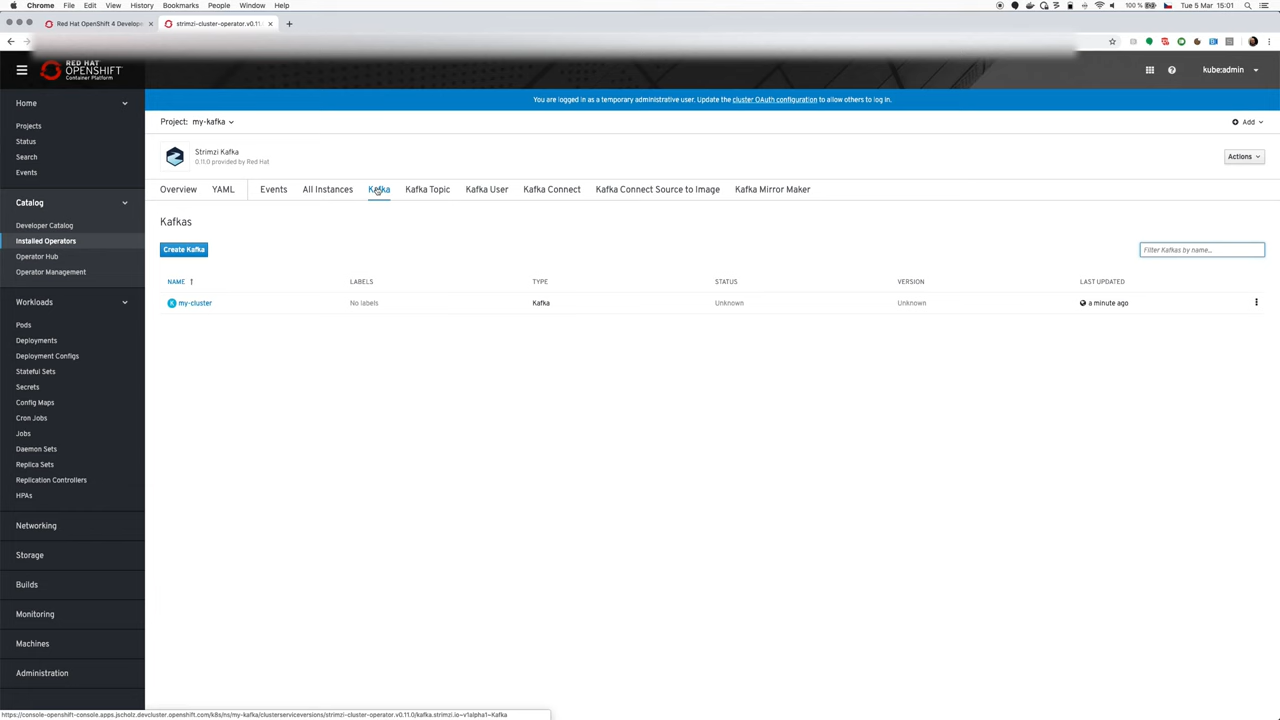 Chrome File Edit View History Bookmarks People Window Help 100 % Tue 5 Mar 15:01
Red Hat OpenShift 4 Develope × strimzi-cluster-operator.v0.11.0 × +
RED HAT
OPENSHIFT
Container Platform
kube:admin
You are logged in as a temporary administrative user. Update the cluster OAuth configuration to allow others to log in.
Home
Projects
Status
Search
Events
Catalog
Developer Catalog
Installed Operators
Operator Hub
Operator Management
Workloads
Pods
Deployments
Deployment Configs
Stateful Sets
Secrets
Config Maps
Cron Jobs
Jobs
Daemon Sets
Replica Sets
Replication Controllers
HPAs
Networking
Storage
Builds
Monitoring
Machines
Administration
Project: my-kafka
Add
Strimzi Kafka
0.11.0 provided by Red Hat
Actions
Overview YAML Events All Instances Kafka Kafka Topic Kafka User Kafka Connect Kafka Connect Source to Image Kafka Mirror Maker
Kafkas
Create Kafka
Filter Kafkas by name...
NAME ↑ LABELS TYPE STATUS VERSION LAST UPDATED
K my-cluster No labels Kafka Unknown Unknown a minute ago
https://console-openshift-console.apps.jscholz.devcluster.openshift.com/k8s/ns/my-kafka/clusterserviceversions/strimzi-cluster-operator.v0.11.0/kafka.strimzi.io~v1alpha1~Kafka